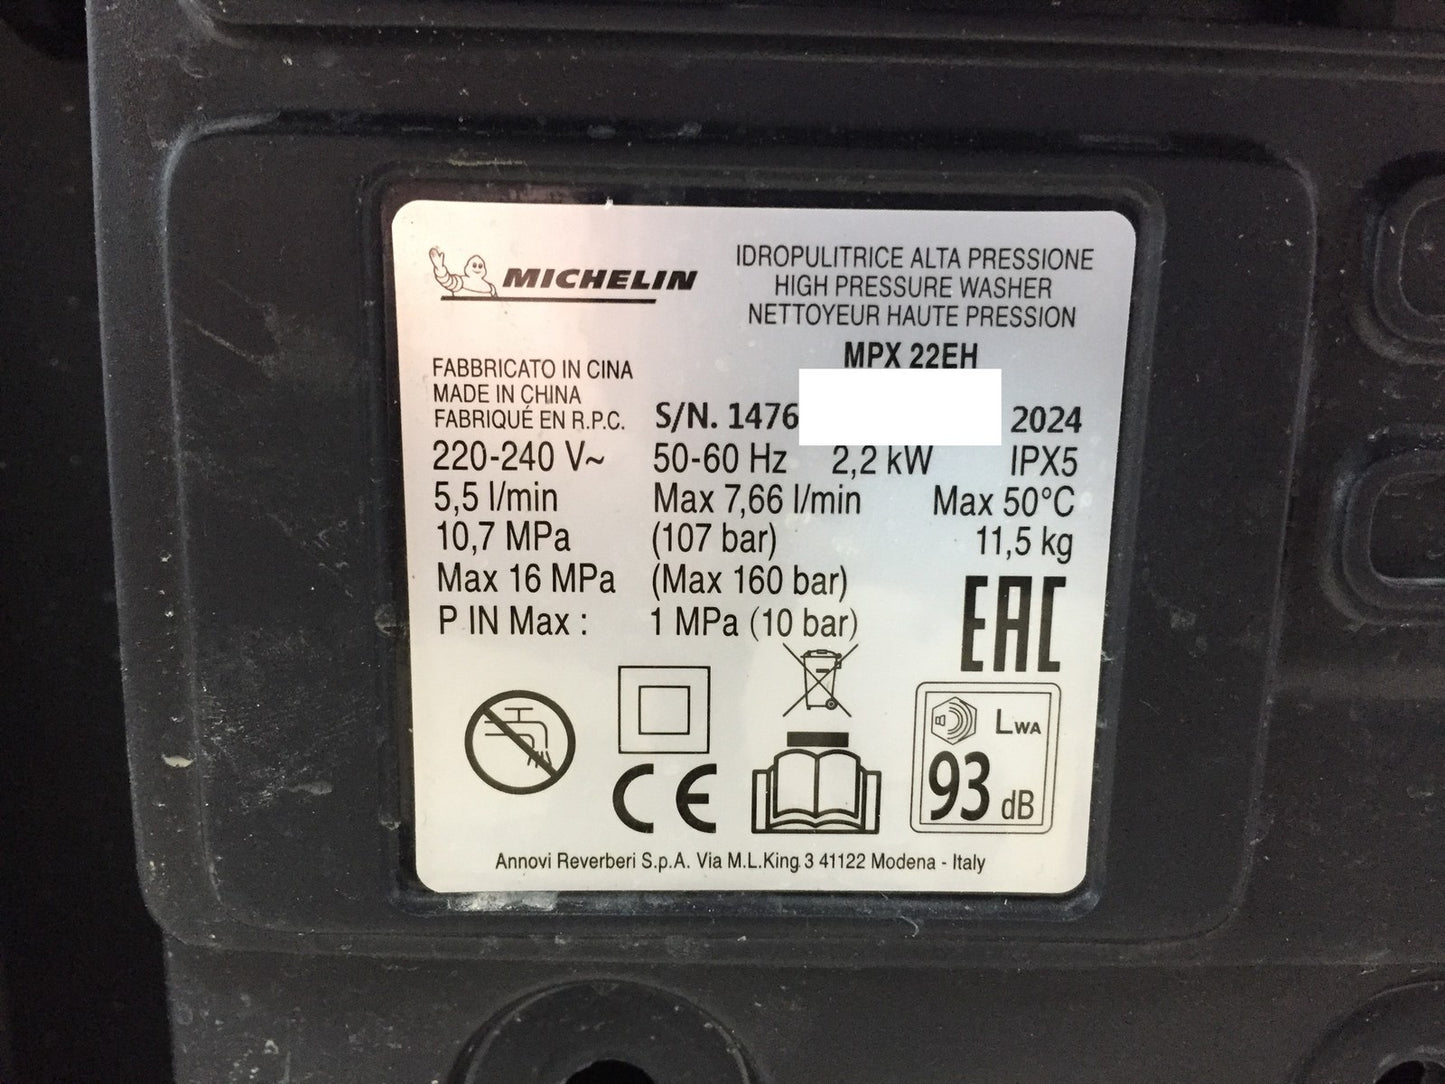 MICHELIN
IDROPULITRICE ALTA PRESSIONE
HIGH PRESSURE WASHER
NETTOYEUR HAUTE PRESSION
MPX 22EH
FABBRICATO IN CINA
MADE IN CHINA
FABRIQUÉ EN R.P.C.
S/N. 1476 2024
220-240 V~ 50-60 Hz 2,2 kW IPX5
5,5 l/min Max 7,66 l/min Max 50°C
10,7 MPa (107 bar) 11,5 kg
Max 16 MPa (Max 160 bar)
P IN Max : 1 MPa (10 bar)
EAC
CE
LWA
93 dB
Annovi Reverberi S.p.A. Via M.L.King 3 41122 Modena - Italy